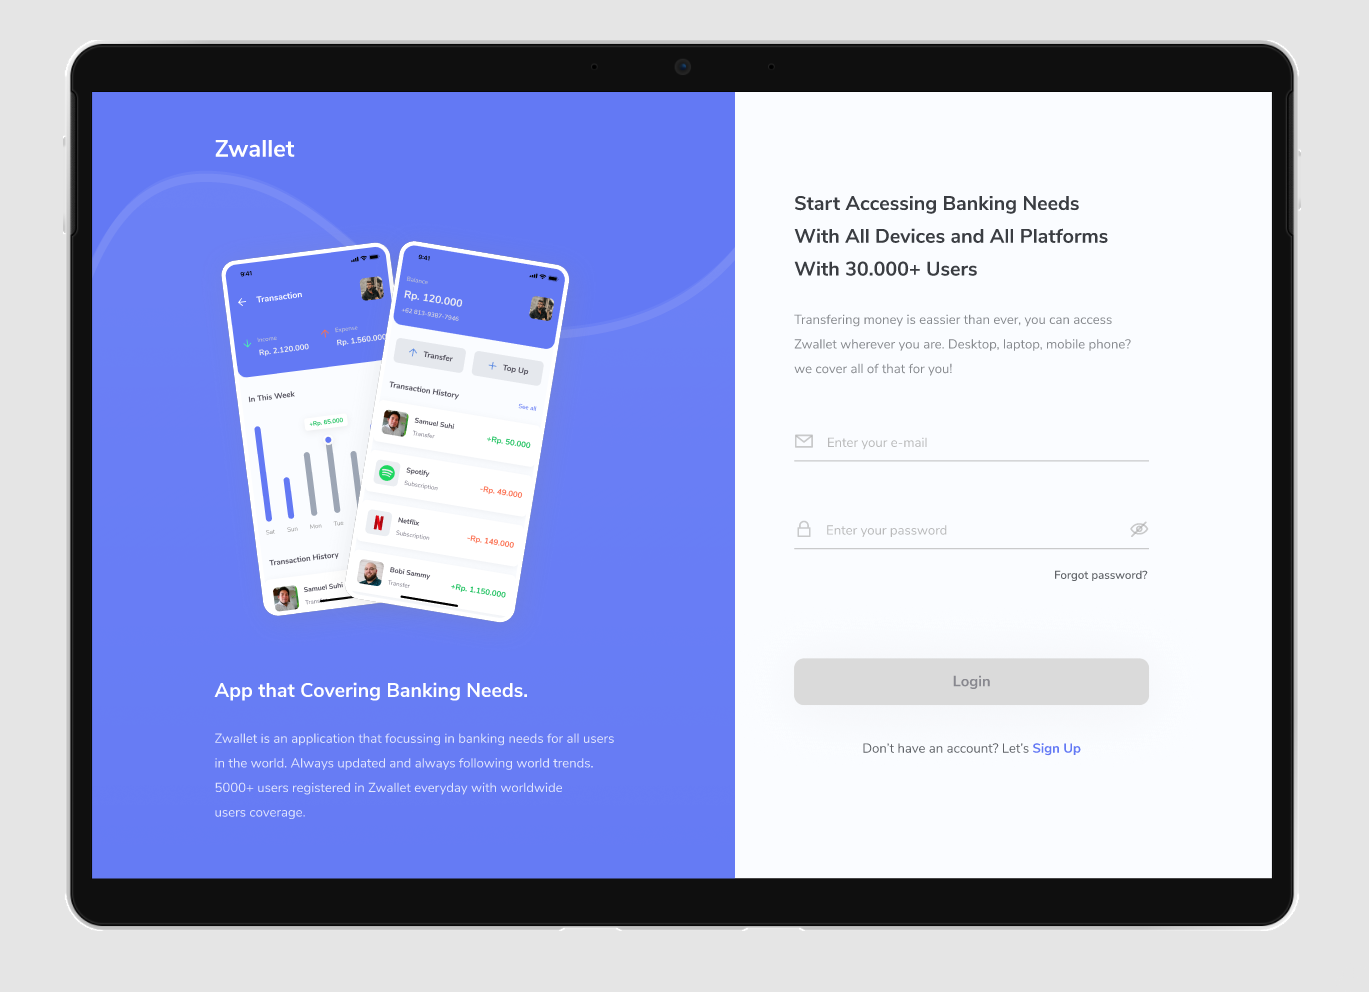 Zwallet
9:41
Transaction
Income
Rp. 2.120.000
Expense
Rp. 1.560.000
In This Week
+Rp. 65.000
Sat
Sun
Mon
Tue
Transaction History
Samuel Suhi
9:41
Balance
Rp. 120.000
+62 813-9387-7946
Transfer
Top Up
Transaction History
See all
Samuel Suhi
Transfer
+Rp. 50.000
Spotify
Subscription
-Rp. 49.000
Netflix
Subscription
-Rp. 149.000
Bobi Sammy
Transfer
+Rp. 1.150.000
App that Covering Banking Needs.
Zwallet is an application that focussing in banking needs for all users
in the world. Always updated and always following world trends.
5000+ users registered in Zwallet everyday with worldwide
users coverage.
Start Accessing Banking Needs
With All Devices and All Platforms
With 30.000+ Users
Transfering money is eassier than ever, you can access
Zwallet wherever you are. Desktop, laptop, mobile phone?
we cover all of that for you!
Enter your e-mail
Enter your password
Forgot password?
Login
Don't have an account? Let's Sign Up